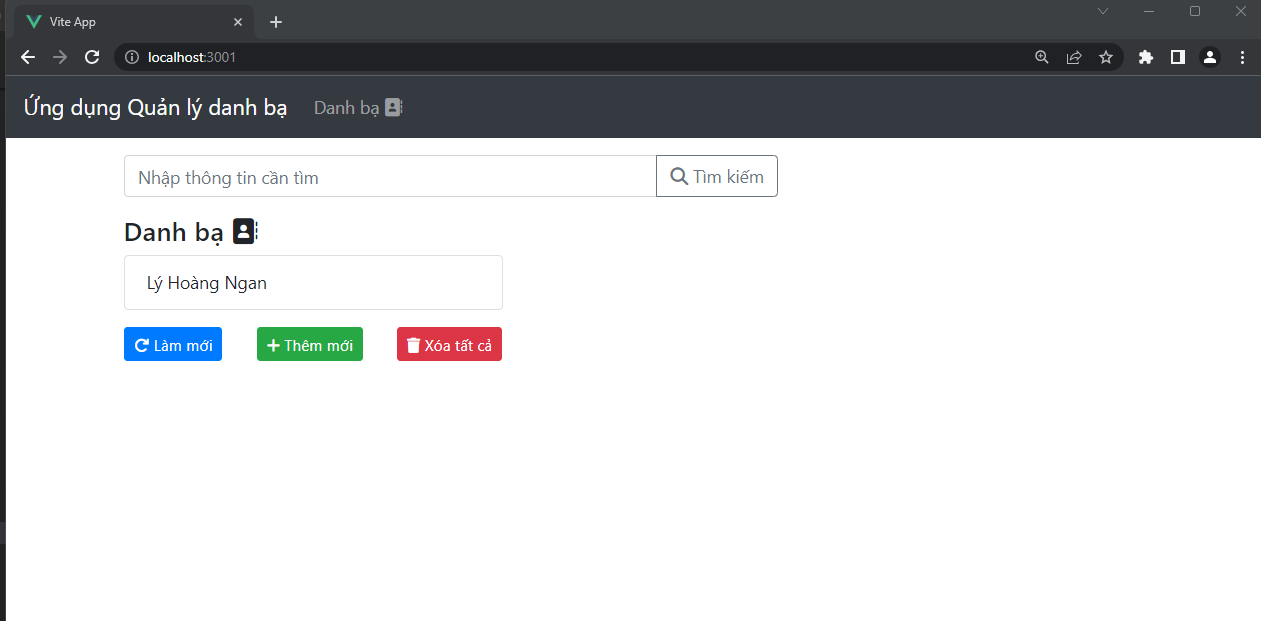 Vite App
localhost:3001
Ứng dụng Quản lý danh bạ Danh bạ
Nhập thông tin cần tìm Tìm kiếm
Danh bạ
Lý Hoàng Ngan
Làm mới Thêm mới Xóa tất cả